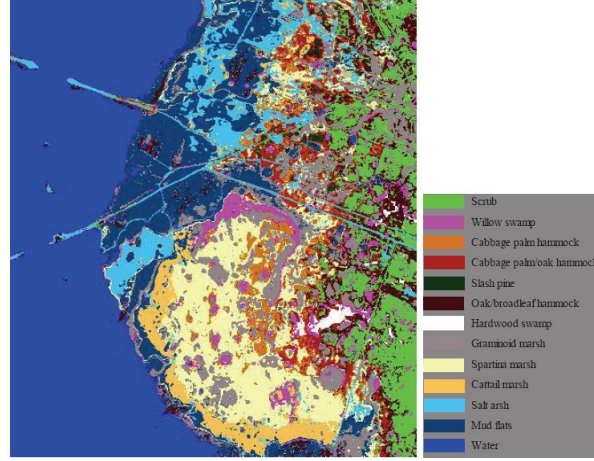 Scrub
Willow swamp
Cabbage palm hammock
Cabbage palm/oak hammock
Slash pine
Oak/broadleaf hammock
Hardwood swamp
Graminoid marsh
Spartina marsh
Cattail marsh
Salt arsh
Mud flats
Water